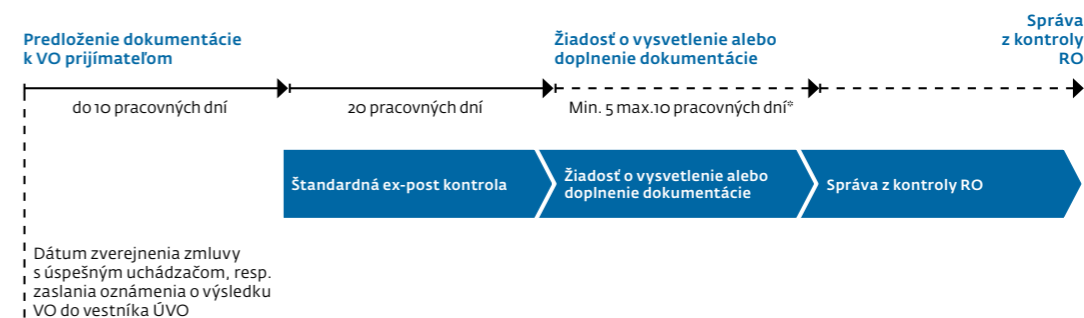 Predloženie dokumentácie
k VO prijímateľom
Žiadosť o vysvetlenie alebo
doplnenie dokumentácie
Správa
z kontroly
RO
do 10 pracovných dní
20 pracovných dní
Min. 5 max.10 pracovných dní*
Štandardná ex-post kontrola
Žiadosť o vysvetlenie alebo
doplnenie dokumentácie
Správa z kontroly RO
Dátum zverejnenia zmluvy
s úspešným uchádzačom, resp.
zaslania oznámenia o výsledku
VO do vestníka ÚVO